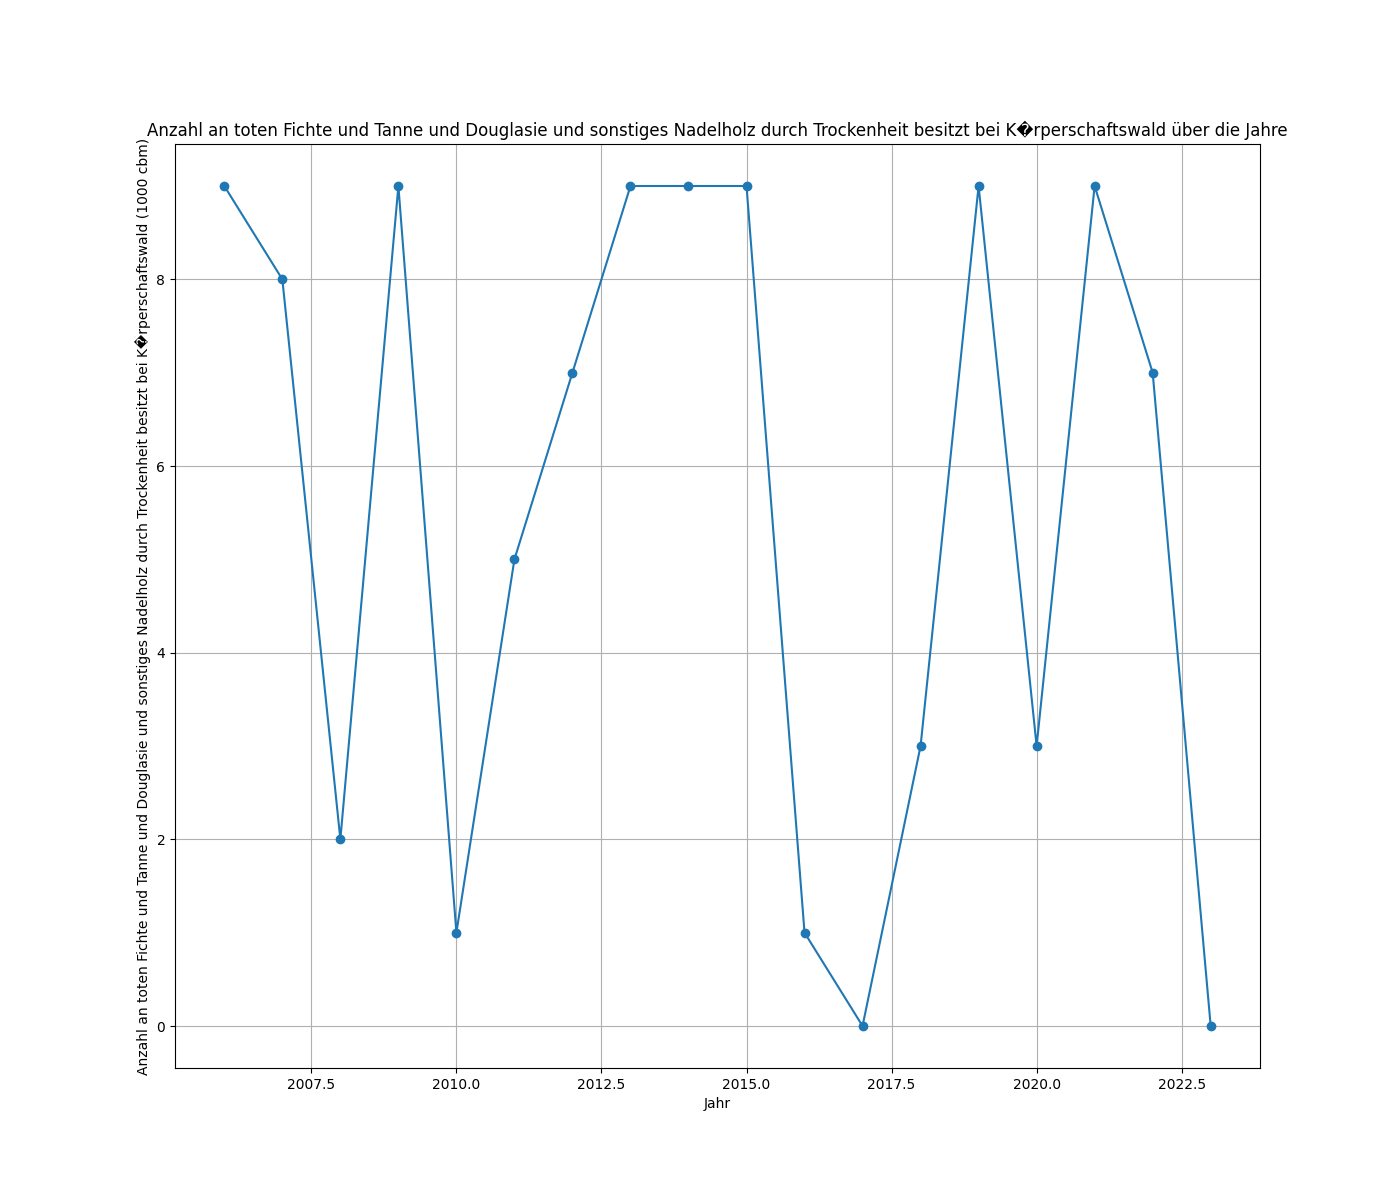 Anzahl an toten Fichte und Tanne und Douglasie und sonstiges Nadelholz durch Trockenheit besitzt bei K�rperschaftswald über die Jahre
Anzahl an toten Fichte und Tanne und Douglasie und sonstiges Nadelholz durch Trockenheit besitzt bei K�rperschaftswald (1000 cbm)
8
6
4
2
0
2007.5 2010.0 2012.5 2015.0 2017.5 2020.0 2022.5
Jahr